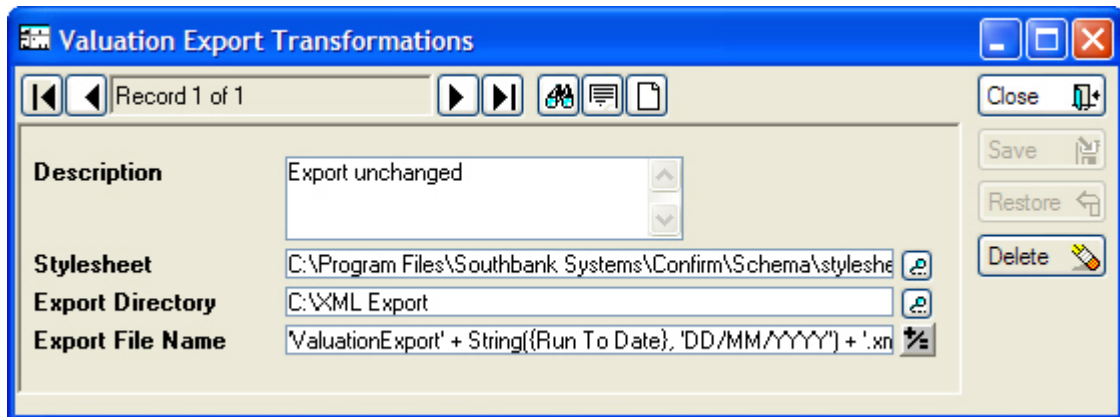 Valuation Export Transformations
Record 1 of 1
Close
Save
Restore
Delete
Description
Export unchanged
Stylesheet
C:\Program Files\Southbank Systems\Confirm\Schema\styleshe
Export Directory
C:\XML Export
Export File Name
'ValuationExport' + String({Run To Date}, 'DD/MM/YYYY') + '.xn